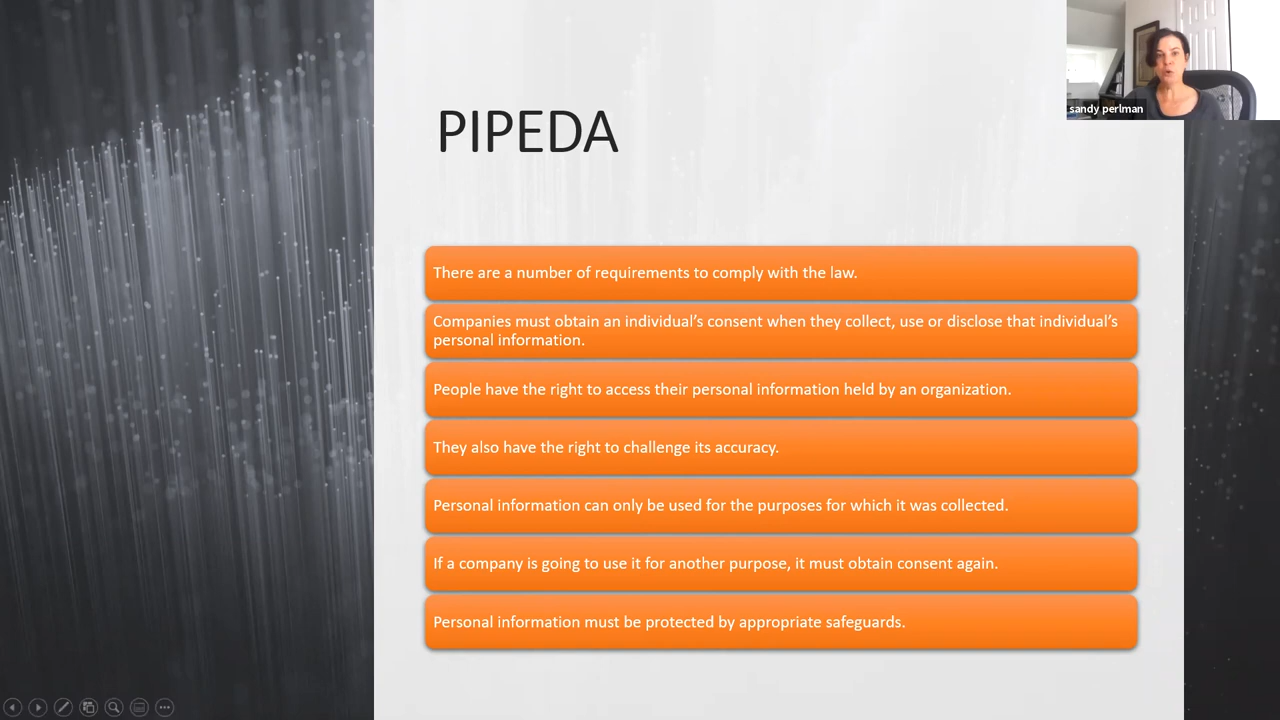 PIPEDA
sandy perlman
There are a number of requirements to comply with the law.
Companies must obtain an individual’s consent when they collect, use or disclose that individual’s
personal information.
People have the right to access their personal information held by an organization.
They also have the right to challenge its accuracy.
Personal information can only be used for the purposes for which it was collected.
If a company is going to use it for another purpose, it must obtain consent again.
Personal information must be protected by appropriate safeguards.